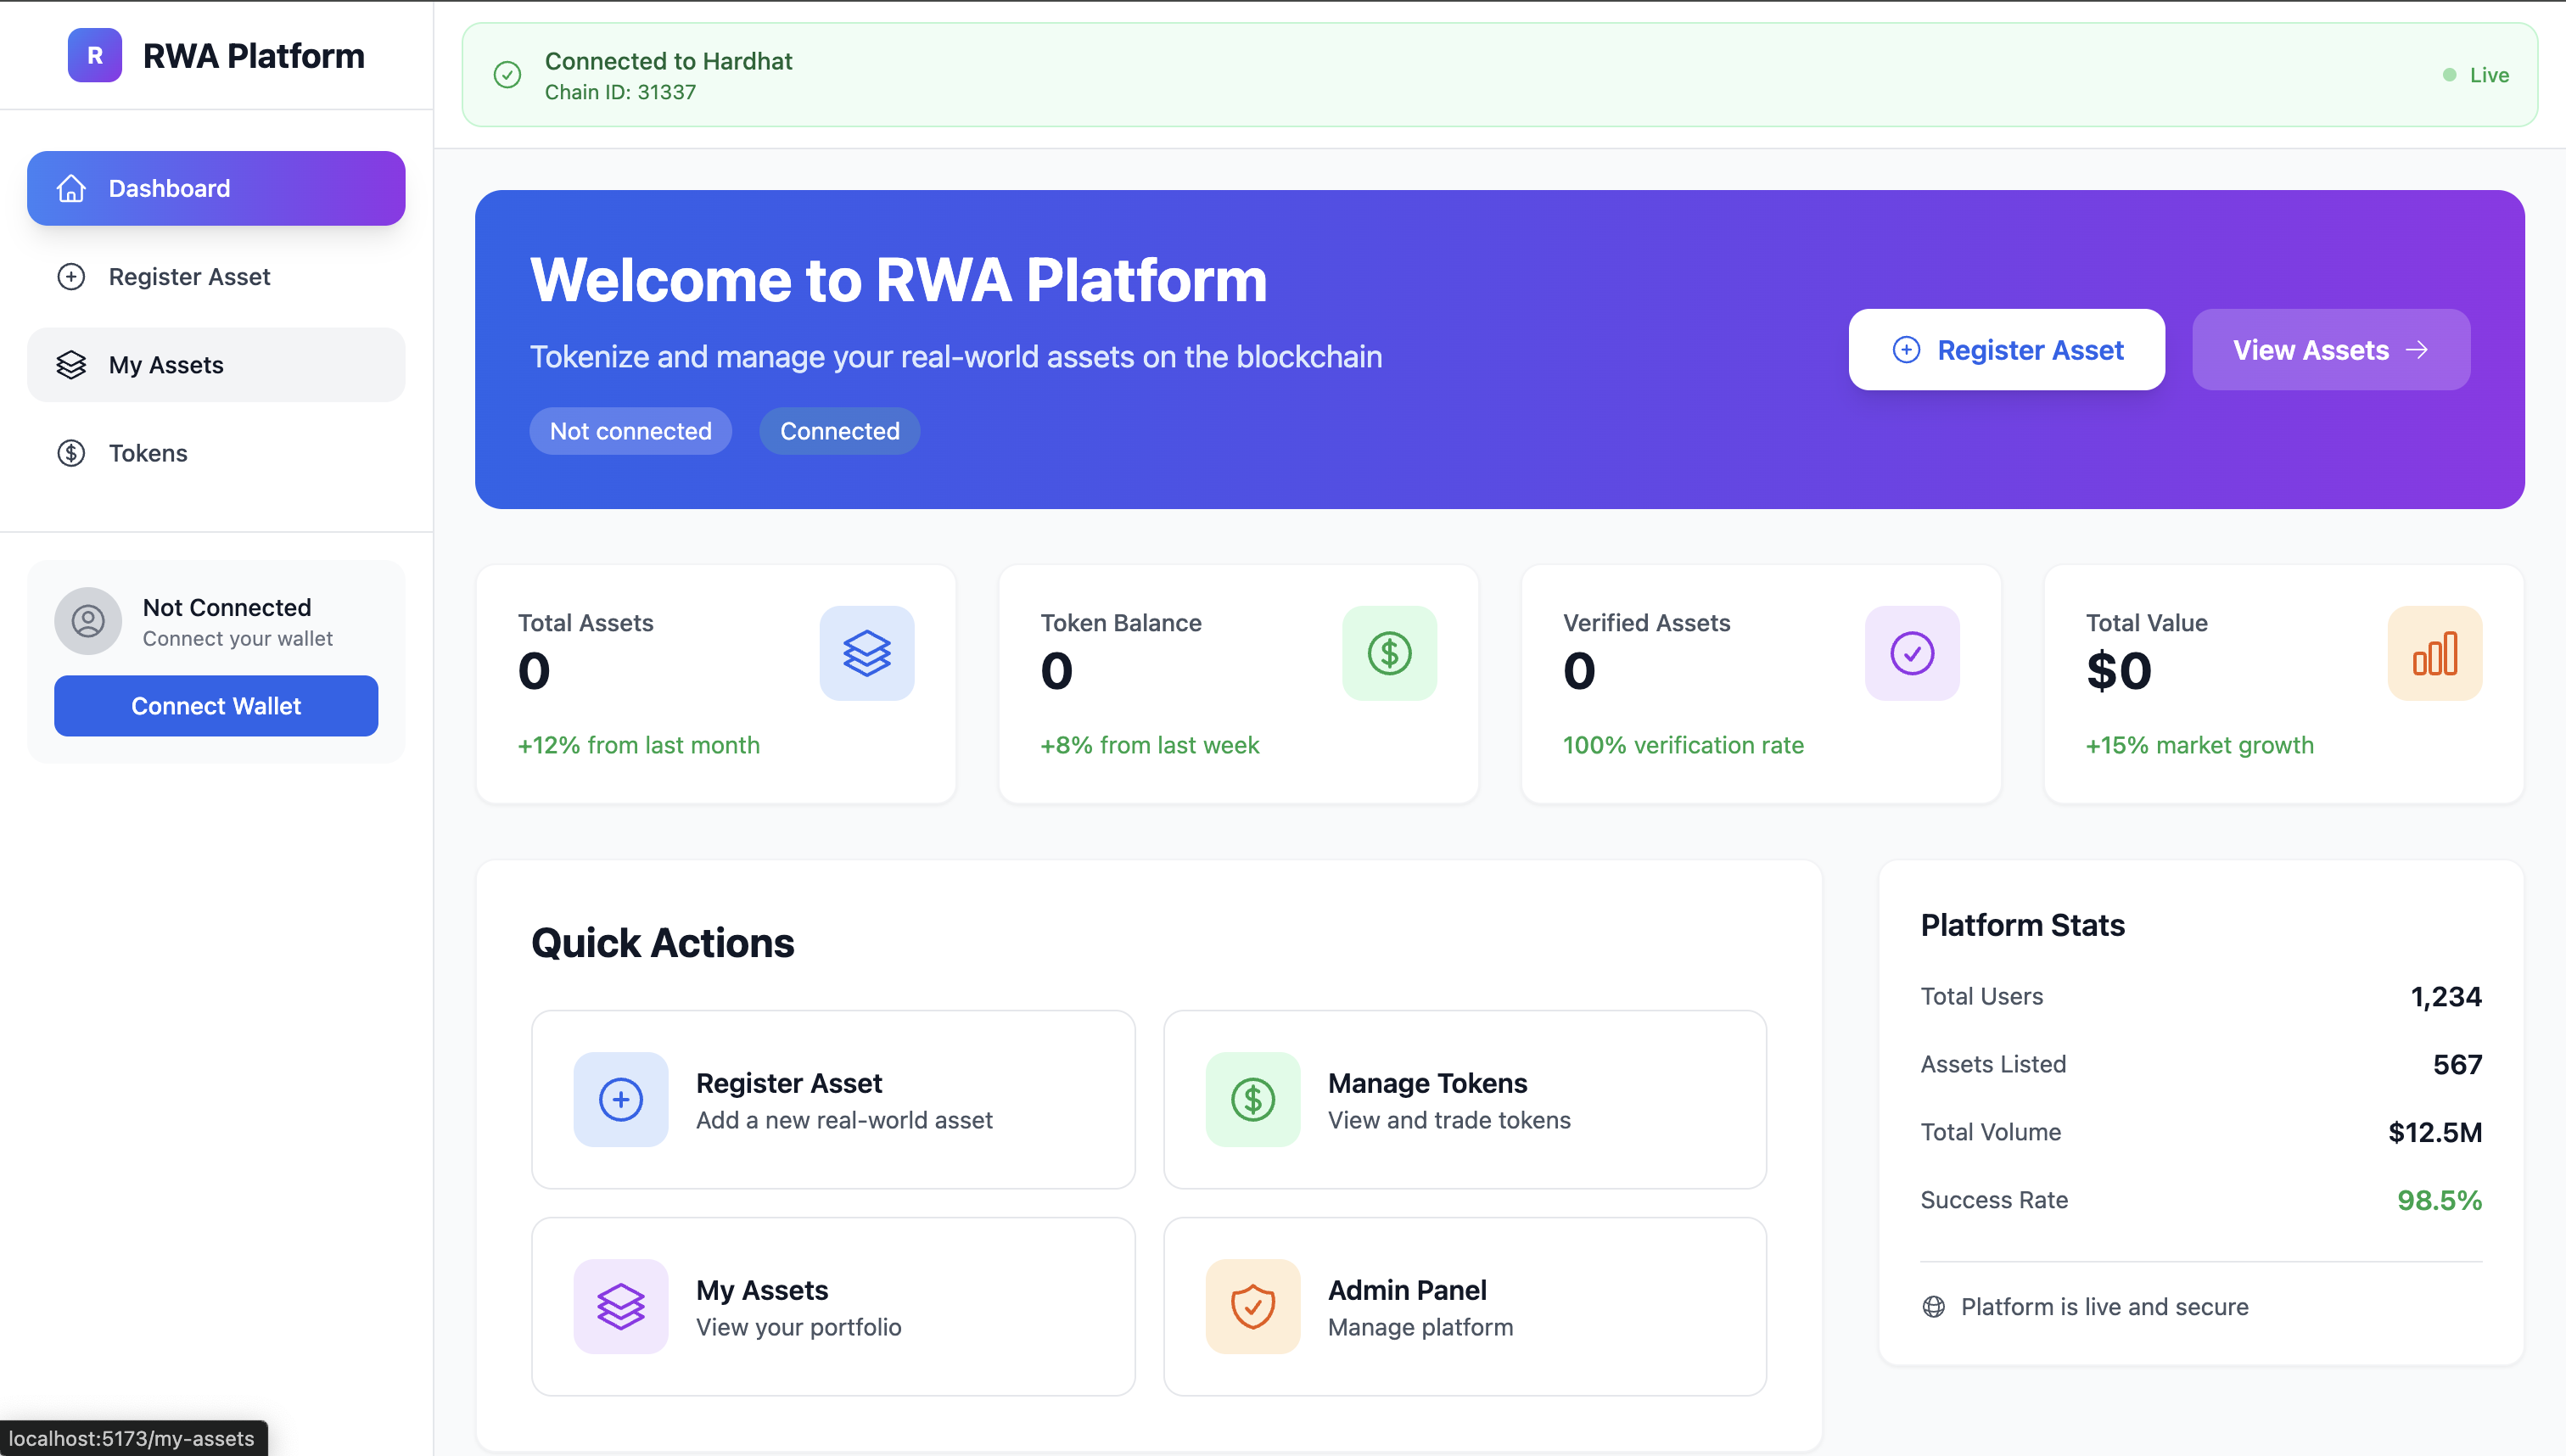 R
RWA Platform
Dashboard
Register Asset
My Assets
Tokens
Not Connected
Connect your wallet
Connect Wallet
Connected to Hardhat
Chain ID: 31337
Live
Welcome to RWA Platform
Tokenize and manage your real-world assets on the blockchain
Not connected
Connected
Register Asset
View Assets
Total Assets
0
+12% from last month
Token Balance
0
+8% from last week
Verified Assets
0
100% verification rate
Total Value
$0
+15% market growth
Quick Actions
Register Asset
Add a new real-world asset
Manage Tokens
View and trade tokens
My Assets
View your portfolio
Admin Panel
Manage platform
Platform Stats
Total Users 1,234
Assets Listed 567
Total Volume $12.5M
Success Rate 98.5%
Platform is live and secure
localhost:5173/my-assets